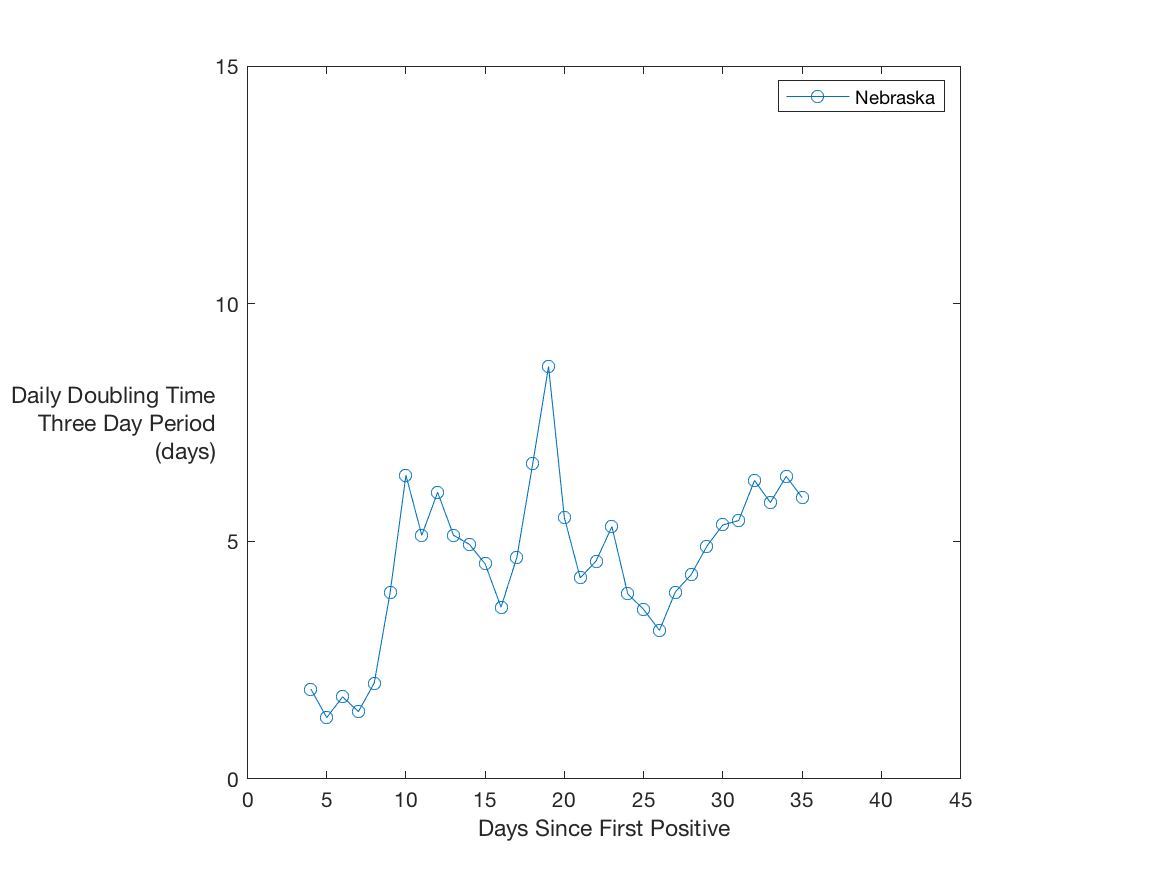 15
Nebraska
10
Daily Doubling Time
Three Day Period
(days)
5
0
0 5 10 15 20 25 30 35 40 45
Days Since First Positive